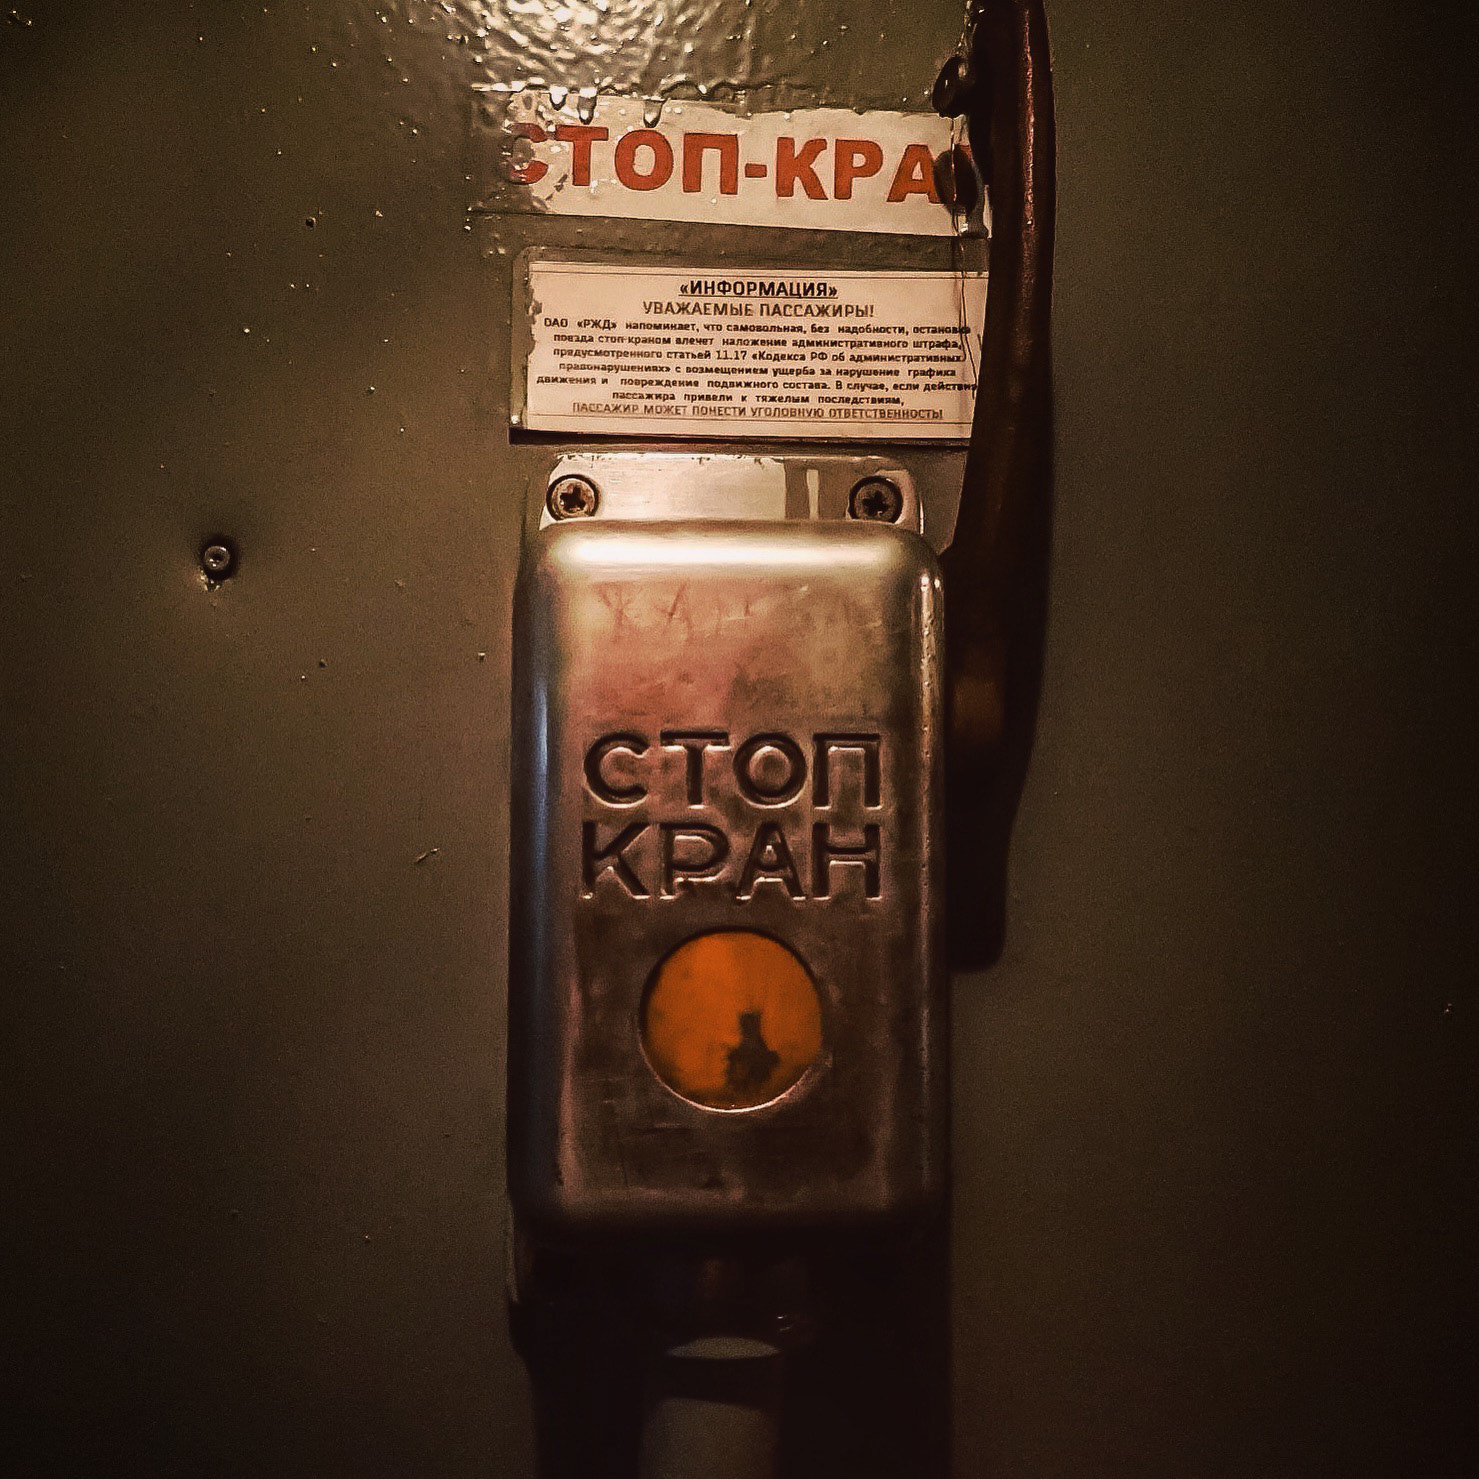 СТОП-КРА
«ИНФОРМАЦИЯ»
УВАЖАЕМЫЕ ПАССАЖИРЫ!
ОАО «РЖД» напоминает, что самовольная, без надобности, остановка
поезда стоп-краном влечет наложение административного штрафа,
предусмотренного статьей 11.17 «Кодекса РФ об административных
правонарушениях» с возмещением ущерба за нарушение графика
движения и повреждение подвижного состава. В случае, если действия
пассажира привели к тяжелым последствиям,
ПАССАЖИР МОЖЕТ ПОНЕСТИ УГОЛОВНУЮ ОТВЕТСТВЕННОСТЬ!
СТОП
КРАН